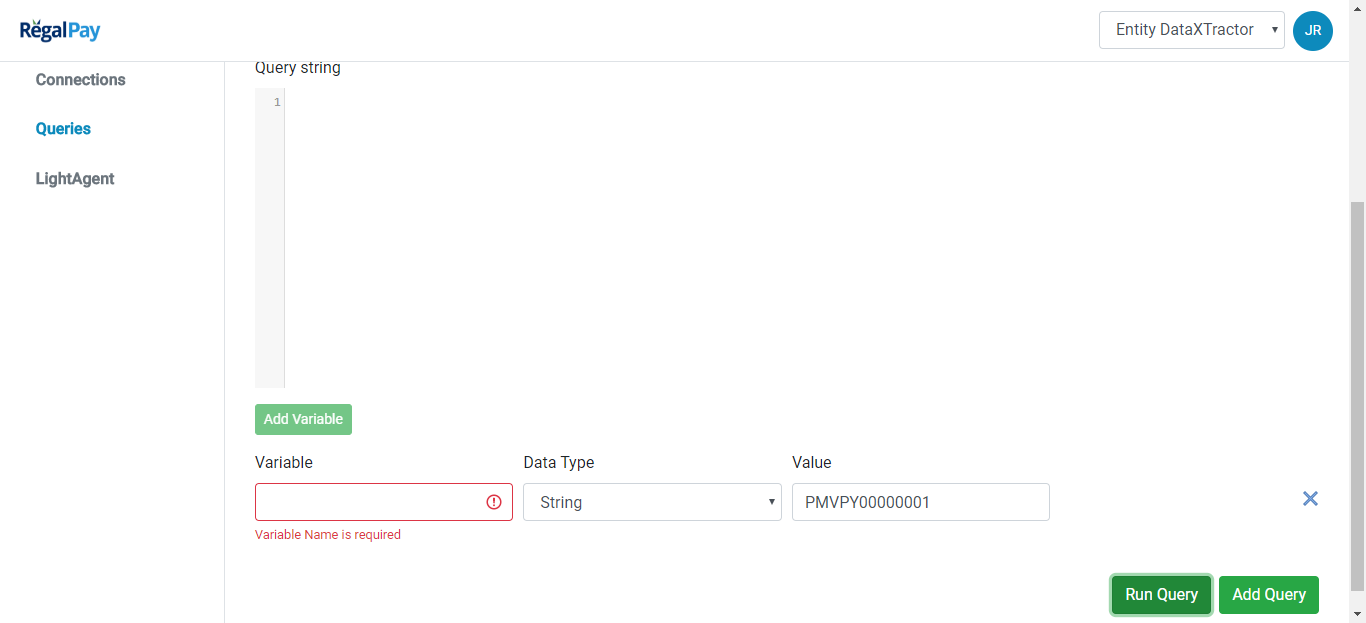 RegalPay
Entity DataXTractor
JR
Connections
Queries
LightAgent
Query string
1
Add Variable
Variable
Data Type
Value
String
PMVPY00000001
Variable Name is required
Run Query
Add Query